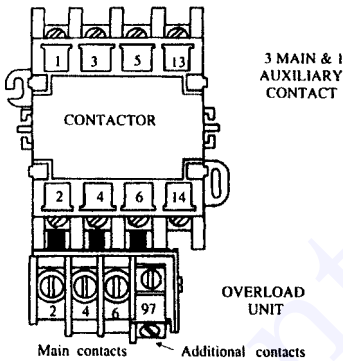 1 3 5 13
3 MAIN &
AUXILIARY
CONTACT
CONTACTOR
2 4 6 14
2 4 6 97
OVERLOAD
UNIT
Main contacts Additional contacts